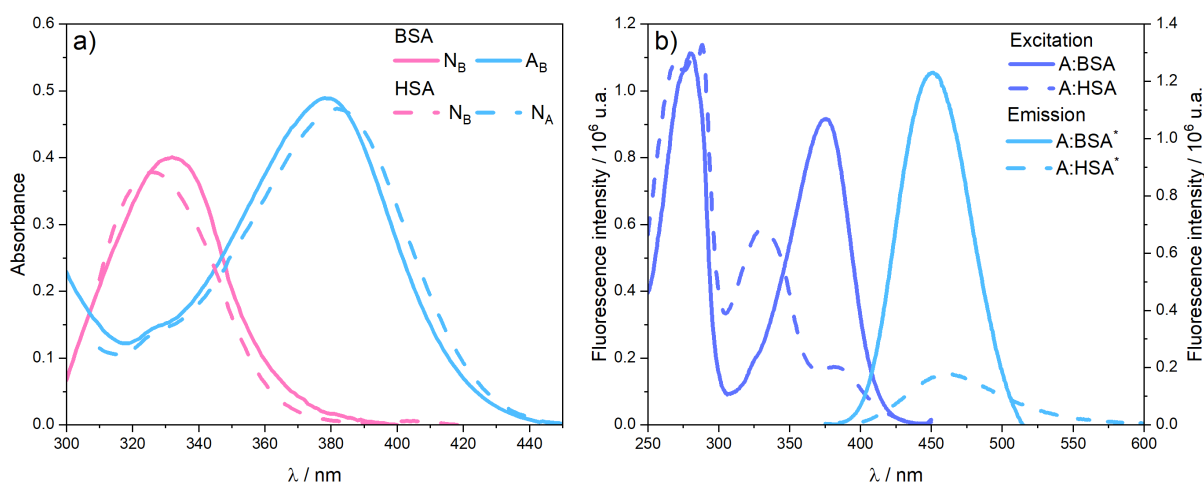 a)
BSA
N_B A_B
HSA
N_B N_A
0.6
0.5
0.4
0.3
0.2
0.1
0.0
Absorbance
300 320 340 360 380 400 420 440
λ / nm
b)
Excitation
A:BSA
A:HSA
Emission
A:BSA*
A:HSA*
1.2
1.0
0.8
0.6
0.4
0.2
0.0
Fluorescence intensity / 10⁶ u.a.
250 300 350 400 450 500 550 600
λ / nm
1.4
1.2
1.0
0.8
0.6
0.4
0.2
0.0
Fluorescence intensity / 10⁶ u.a.